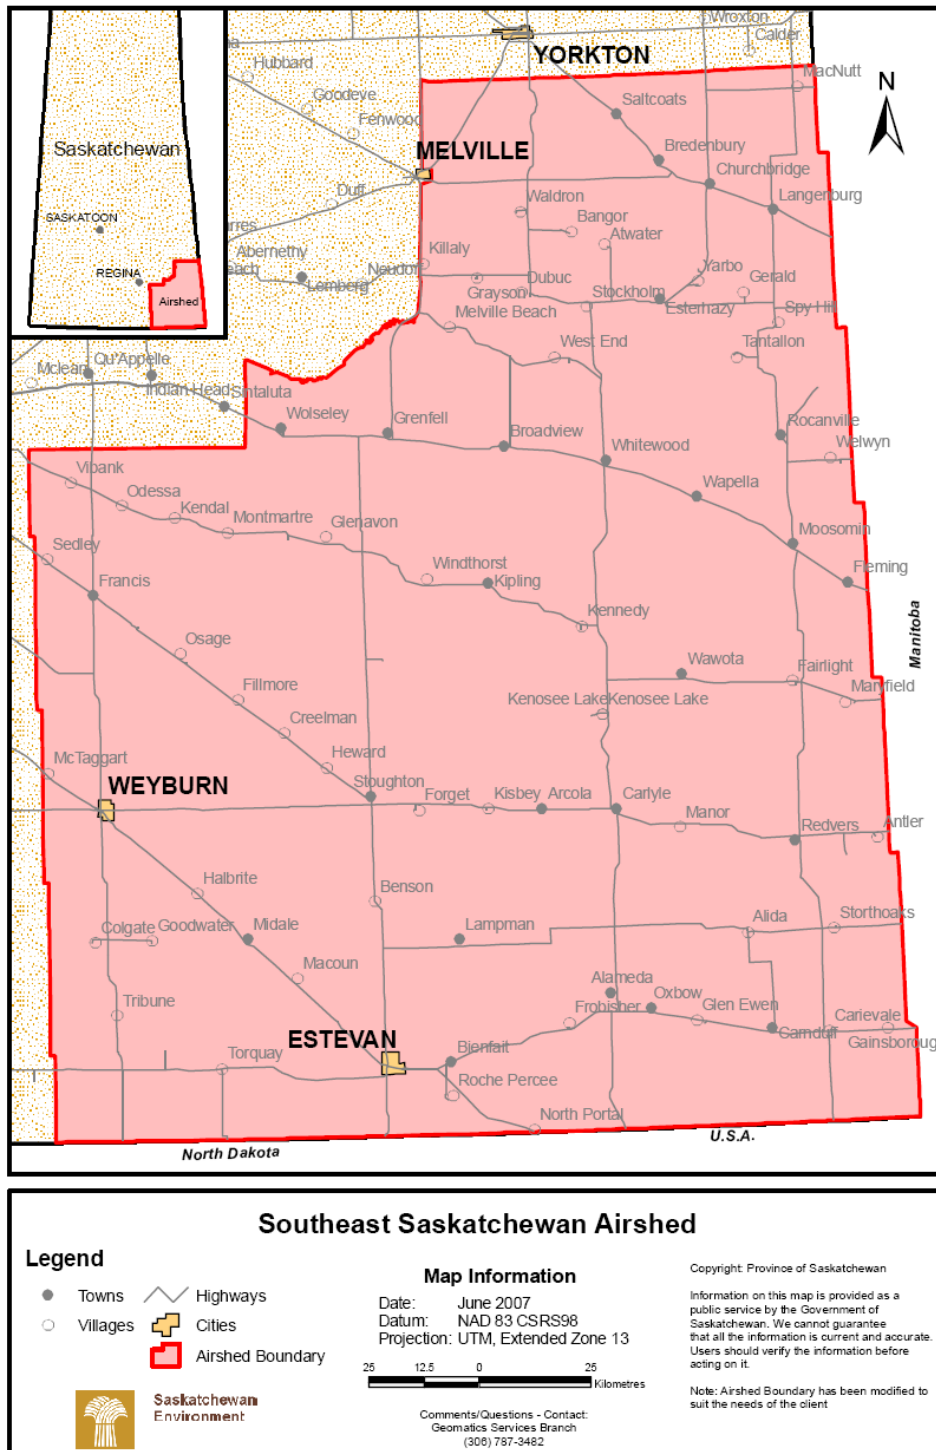 Wroxton
Calder
YORKTON
Hubbard
MacNutt
N
Goodeve
Saltcoats
Fenwood
Saskatchewan
MELVILLE
Bredenbury
Churchbridge
Duff
Waldron
Langenburg
SASKATOON
Bangor
Atwater
Abernethy
Killaly
Neudorf
REGINA
Lemberg
Dubuc
Yarbo
Gerald
Airshed
Grayson
Stockholm
Esterhazy
Spy Hill
Melville Beach
West End
Tantallon
Mclean
Qu'Appelle
Indian Head
Sintaluta
Wolseley
Grenfell
Broadview
Rocanville
Whitewood
Welwyn
Vibank
Odessa
Kendal
Montmartre
Glenavon
Wapella
Moosomin
Sedley
Windthorst
Kipling
Fleming
Francis
Kennedy
Manitoba
Osage
Wawota
Fairlight
Fillmore
Kenosee Lake
Kenosee Lake
Maryfield
Creelman
Heward
McTaggart
WEYBURN
Stoughton
Forget
Kisbey
Arcola
Carlyle
Manor
Redvers
Antler
Halbrite
Benson
Colgate
Goodwater
Midale
Lampman
Alida
Storthoaks
Macoun
Alameda
Tribune
Frobisher
Oxbow
Glen Ewen
Carnduff
Carievale
Gainsboroug
ESTEVAN
Torquay
Bienfait
Roche Percee
North Portal
North Dakota
U.S.A.
Southeast Saskatchewan Airshed
Legend
Towns
Highways
Villages
Cities
Airshed Boundary
Saskatchewan
Environment
Map Information
Date: June 2007
Datum: NAD 83 CSRS98
Projection: UTM, Extended Zone 13
25 12.5 0 25
Kilometres
Comments/Questions - Contact:
Geomatics Services Branch
(306) 787-3482
Copyright: Province of Saskatchewan
Information on this map is provided as a
public service by the Government of
Saskatchewan. We cannot guarantee
that all the information is current and accurate.
Users should verify the information before
acting on it.
Note: Airshed Boundary has been modified to
suit the needs of the client